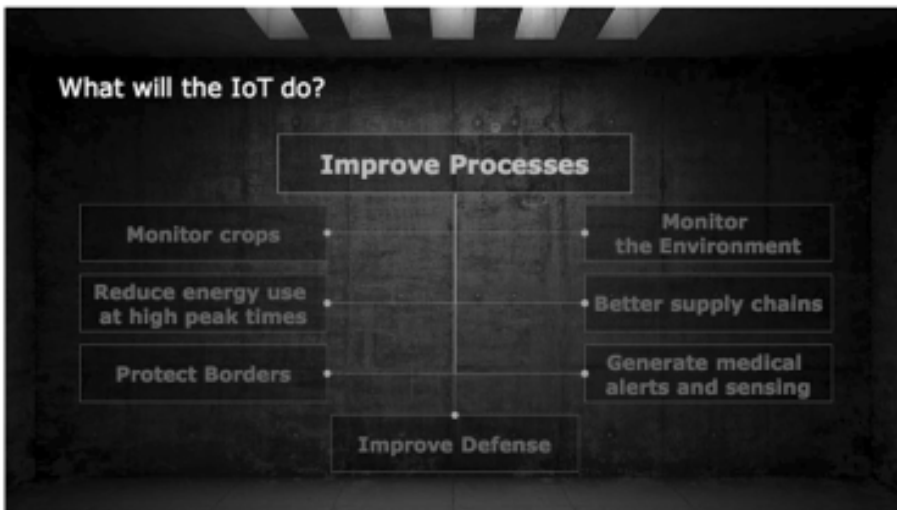 What will the IoT do?
Improve Processes
Monitor crops
Monitor
the Environment
Reduce energy use
at high peak times
Better supply chains
Protect Borders
Generate medical
alerts and sensing
Improve Defense